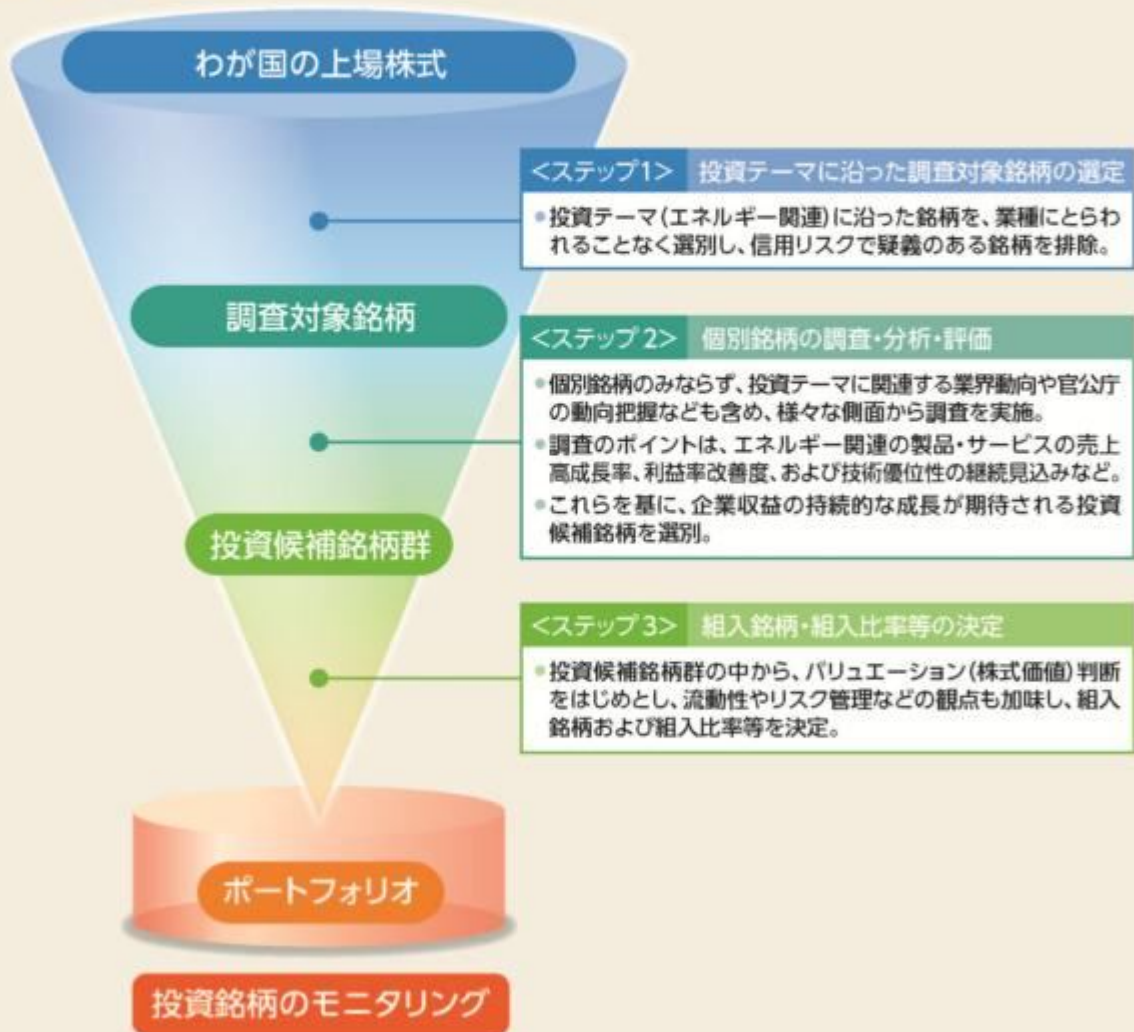 わが国の上場株式
<ステップ1> 投資テーマに沿った調査対象銘柄の選定
•投資テーマ(エネルギー関連)に沿った銘柄を、業種にとらわ
れることなく選別し、信用リスクで疑義のある銘柄を排除。
調査対象銘柄
<ステップ2> 個別銘柄の調査・分析・評価
•個別銘柄のみならず、投資テーマに関連する業界動向や官公庁
の動向把握なども含め、様々な側面から調査を実施。
•調査のポイントは、エネルギー関連の製品・サービスの売上
高成長率、利益率改善度、および技術優位性の継続見込みなど。
•これらを基に、企業収益の持続的な成長が期待される投資
候補銘柄を選別。
投資候補銘柄群
<ステップ3> 組入銘柄・組入比率等の決定
•投資候補銘柄群の中から、バリュエーション(株式価値)判断
をはじめとし、流動性やリスク管理などの観点も加味し、組入
銘柄および組入比率等を決定。
ポートフォリオ
投資銘柄のモニタリング